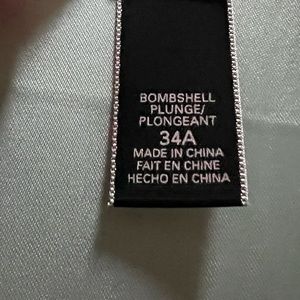 BOMBSHELL
PLUNGE/
PLONGEANT
34A
MADE IN CHINA
FAIT EN CHINE
HECHO EN CHINA